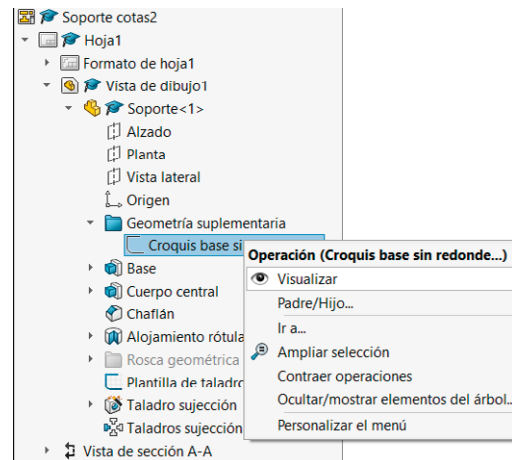 Soporte cotas2
Hoja1
Formato de hoja1
Vista de dibujo1
Soporte<1>
Alzado
Planta
Vista lateral
Origen
Geometría suplementaria
Croquis base si
Operación (Croquis base sin redonde...)
Visualizar
Padre/Hijo...
Ir a...
Ampliar selección
Contraer operaciones
Ocultar/mostrar elementos del árbol..
Personalizar el menú
Base
Cuerpo central
Chaflán
Alojamiento rótula
Rosca geométrica
Plantilla de taladro
Taladro sujección
Taladros sujección
Vista de sección A-A